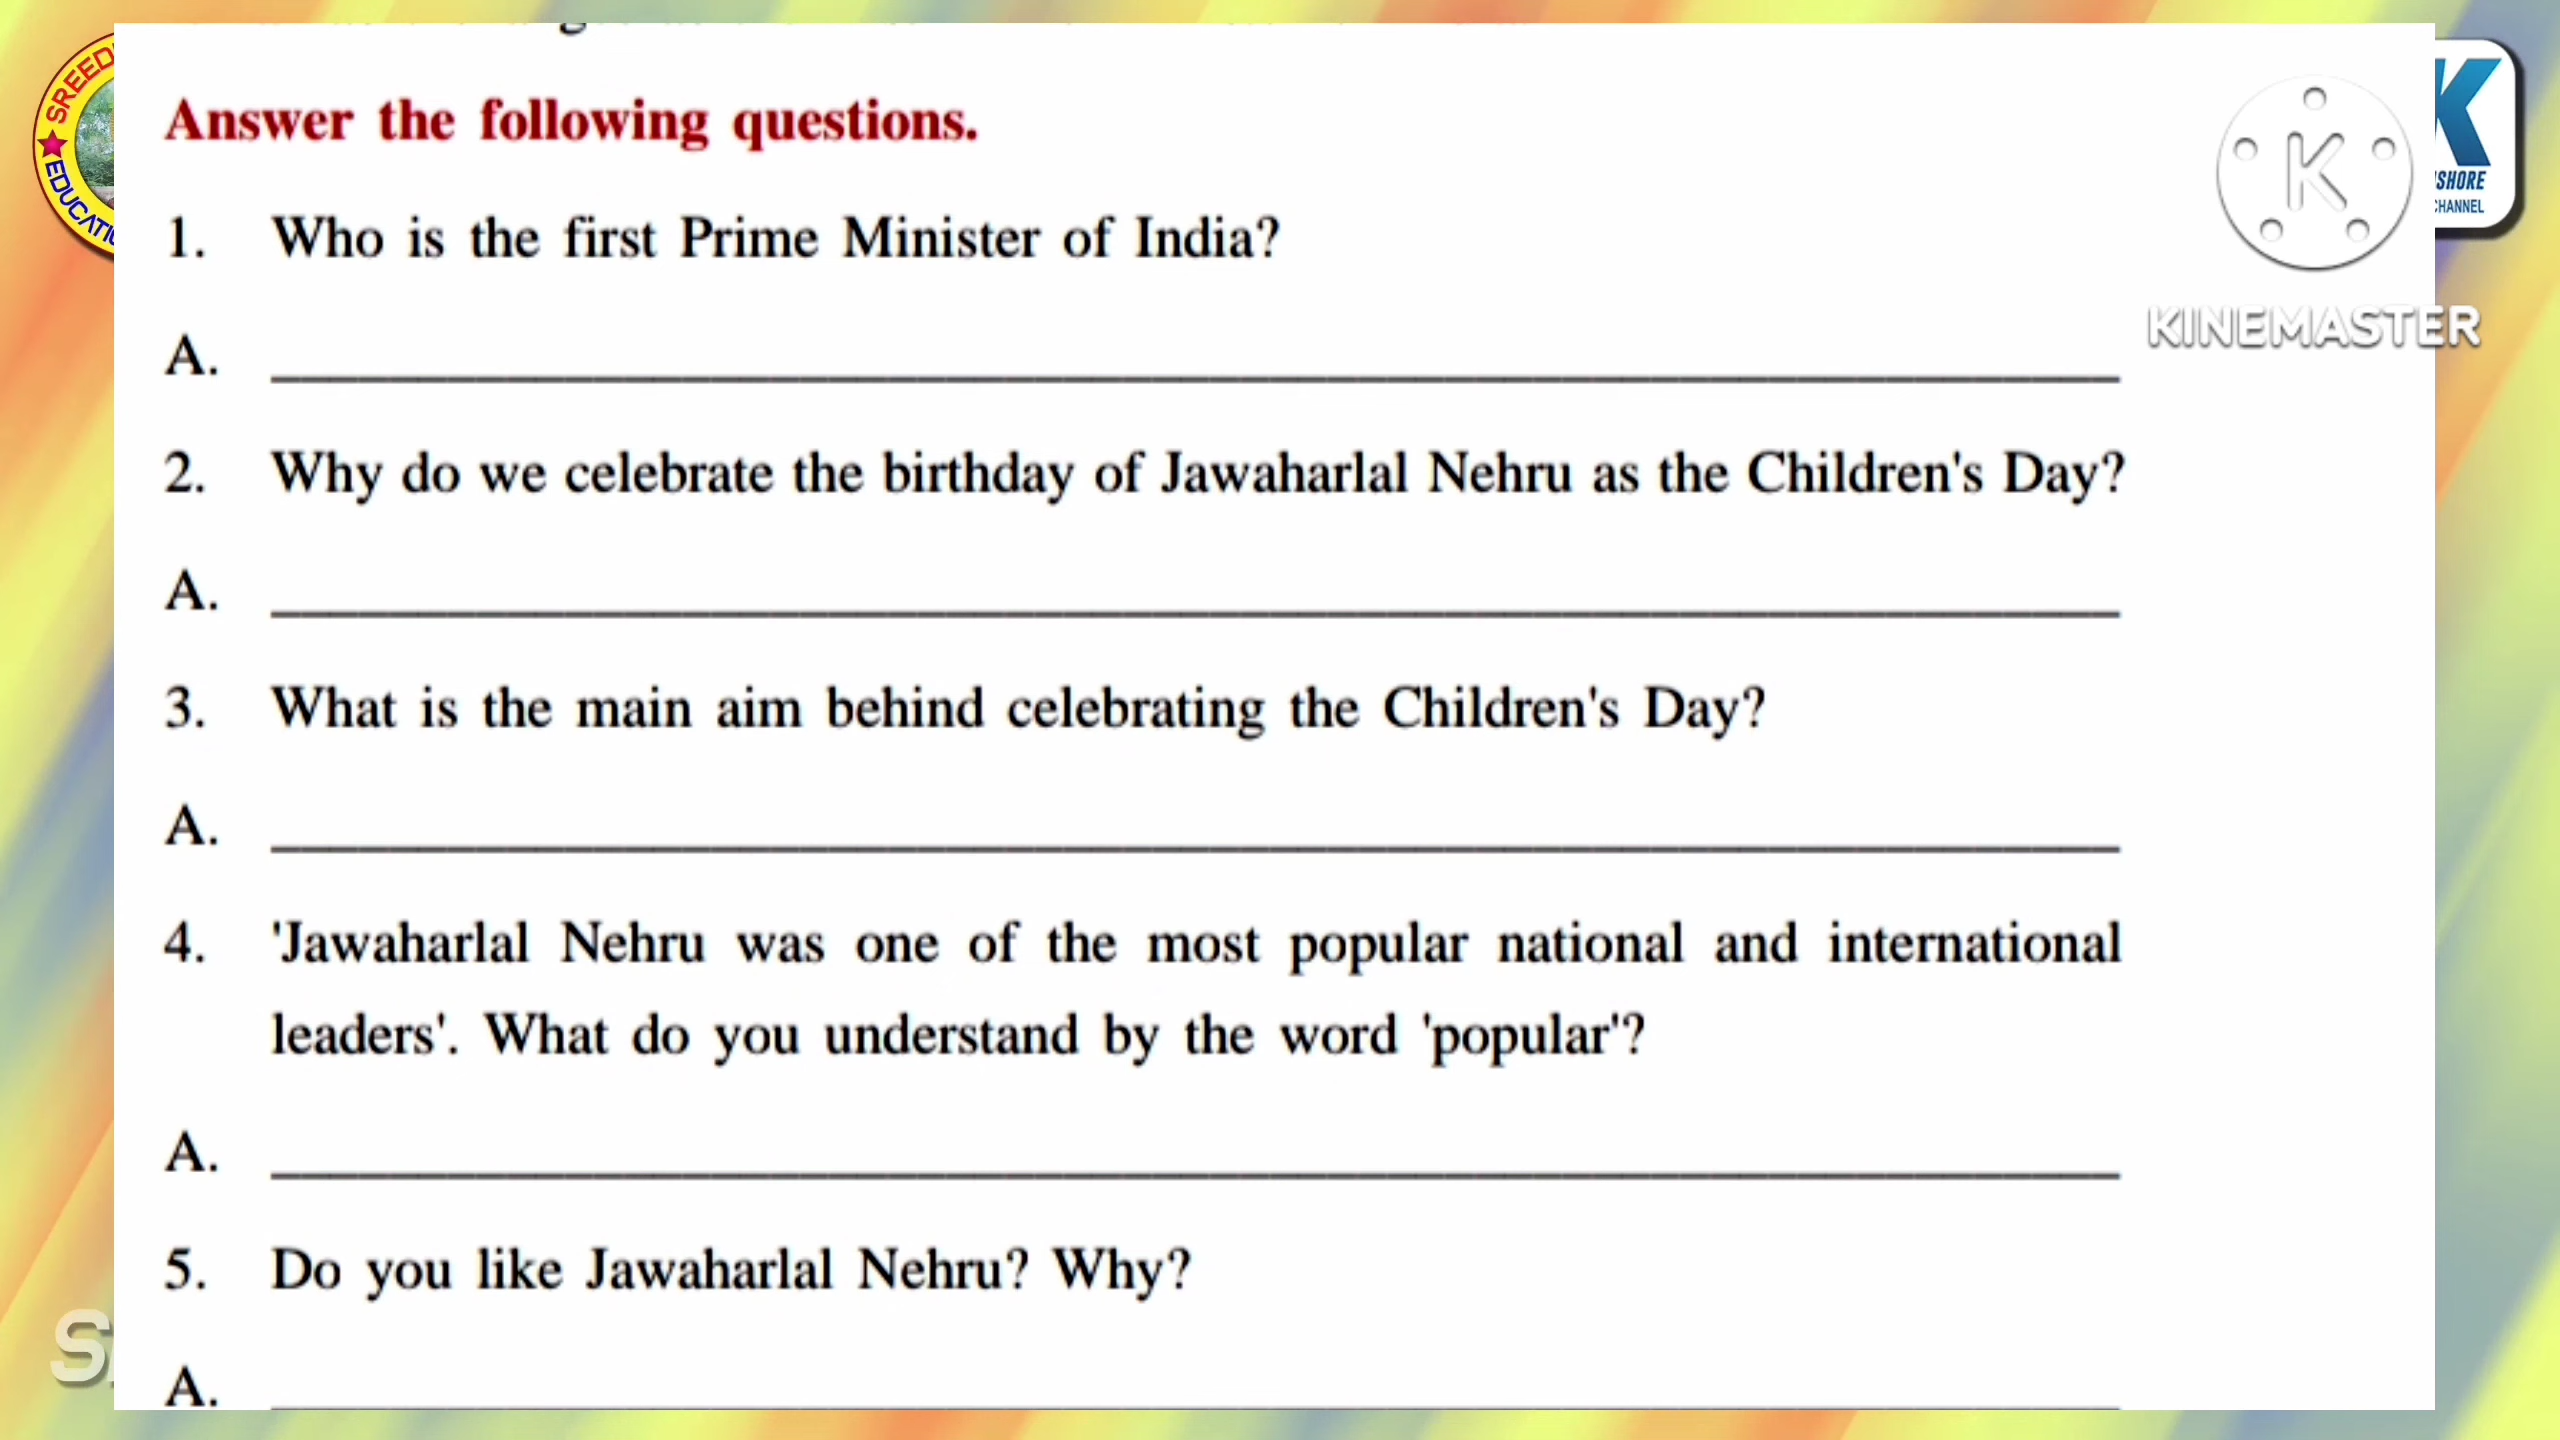 Answer the following questions.
1. Who is the first Prime Minister of India?
A.
2. Why do we celebrate the birthday of Jawaharlal Nehru as the Children's Day?
A.
3. What is the main aim behind celebrating the Children's Day?
A.
4. 'Jawaharlal Nehru was one of the most popular national and international
leaders'. What do you understand by the word 'popular'?
A.
5. Do you like Jawaharlal Nehru? Why?
A.
K
KINEMASTER
K
CHANNEL